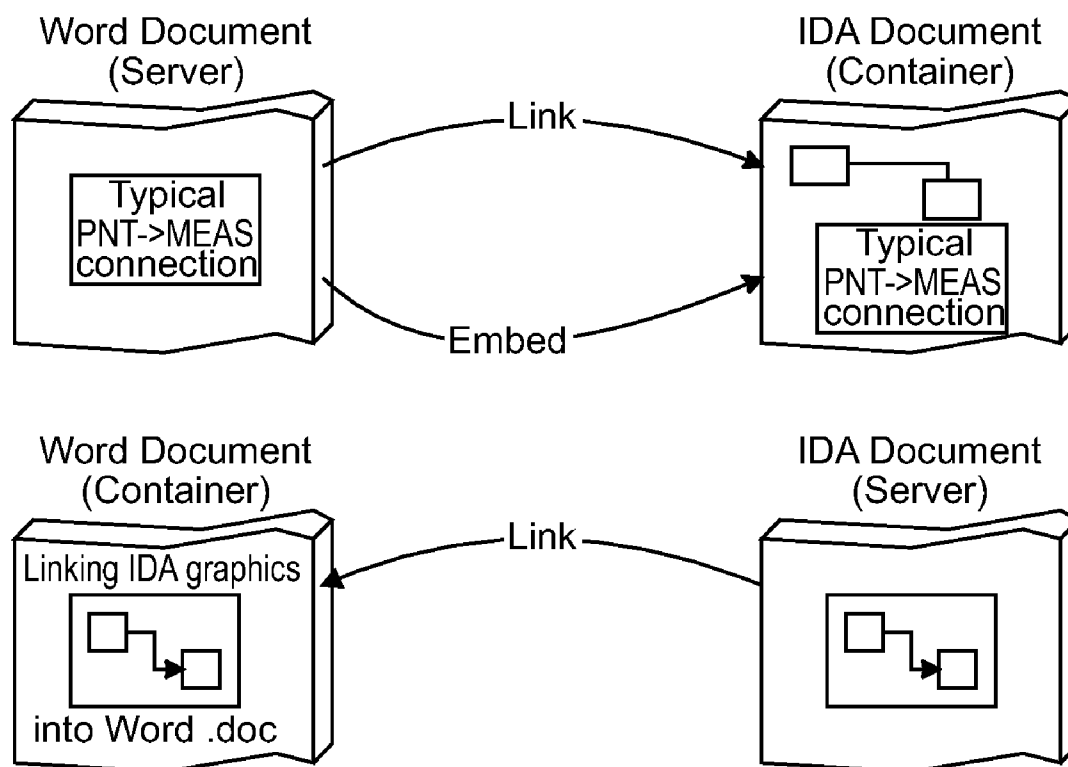 Word Document
(Server)
IDA Document
(Container)
Link
Typical
PNT->MEAS
connection
Typical
PNT->MEAS
connection
Embed
Word Document
(Container)
IDA Document
(Server)
Link
Linking IDA graphics
into Word .doc